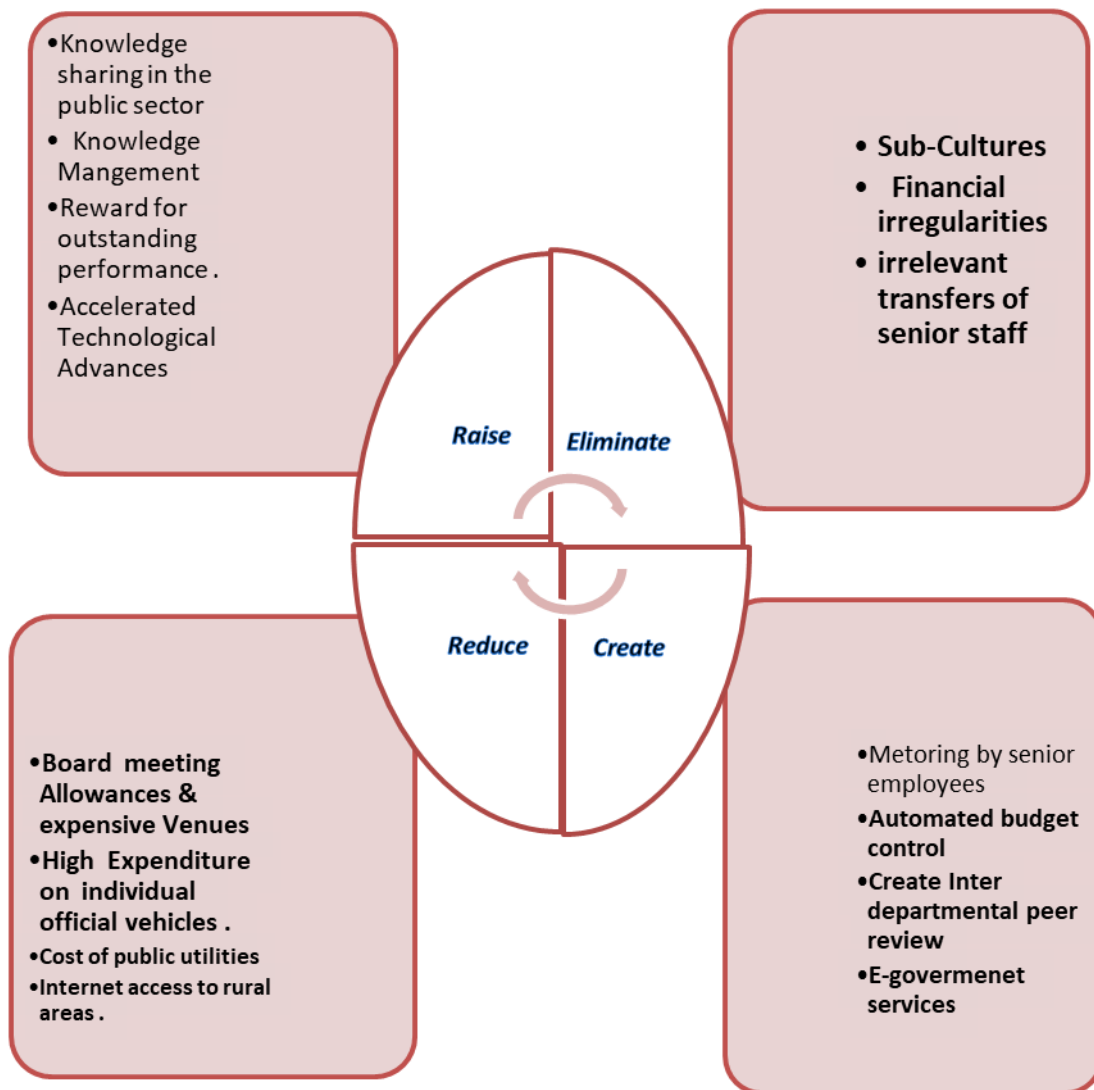 •Knowledge
sharing in the
public sector
• Knowledge
Mangement
•Reward for
outstanding
performance .
•Accelerated
Technological
Advances
• Sub-Cultures
• Financial
irregularities
• irrelevant
transfers of
senior staff
Raise
Eliminate
Reduce
Create
•Board meeting
Allowances &
expensive Venues
•High Expenditure
on individual
official vehicles .
•Cost of public utilities
•Internet access to rural
areas .
•Metoring by senior
employees
•Automated budget
control
•Create Inter
departmental peer
review
•E-govermenet
services